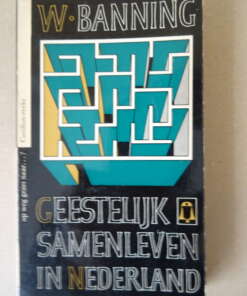 W·BANNING
GEESTELIJK
SAMENLEVEN
IN NEDERLAND